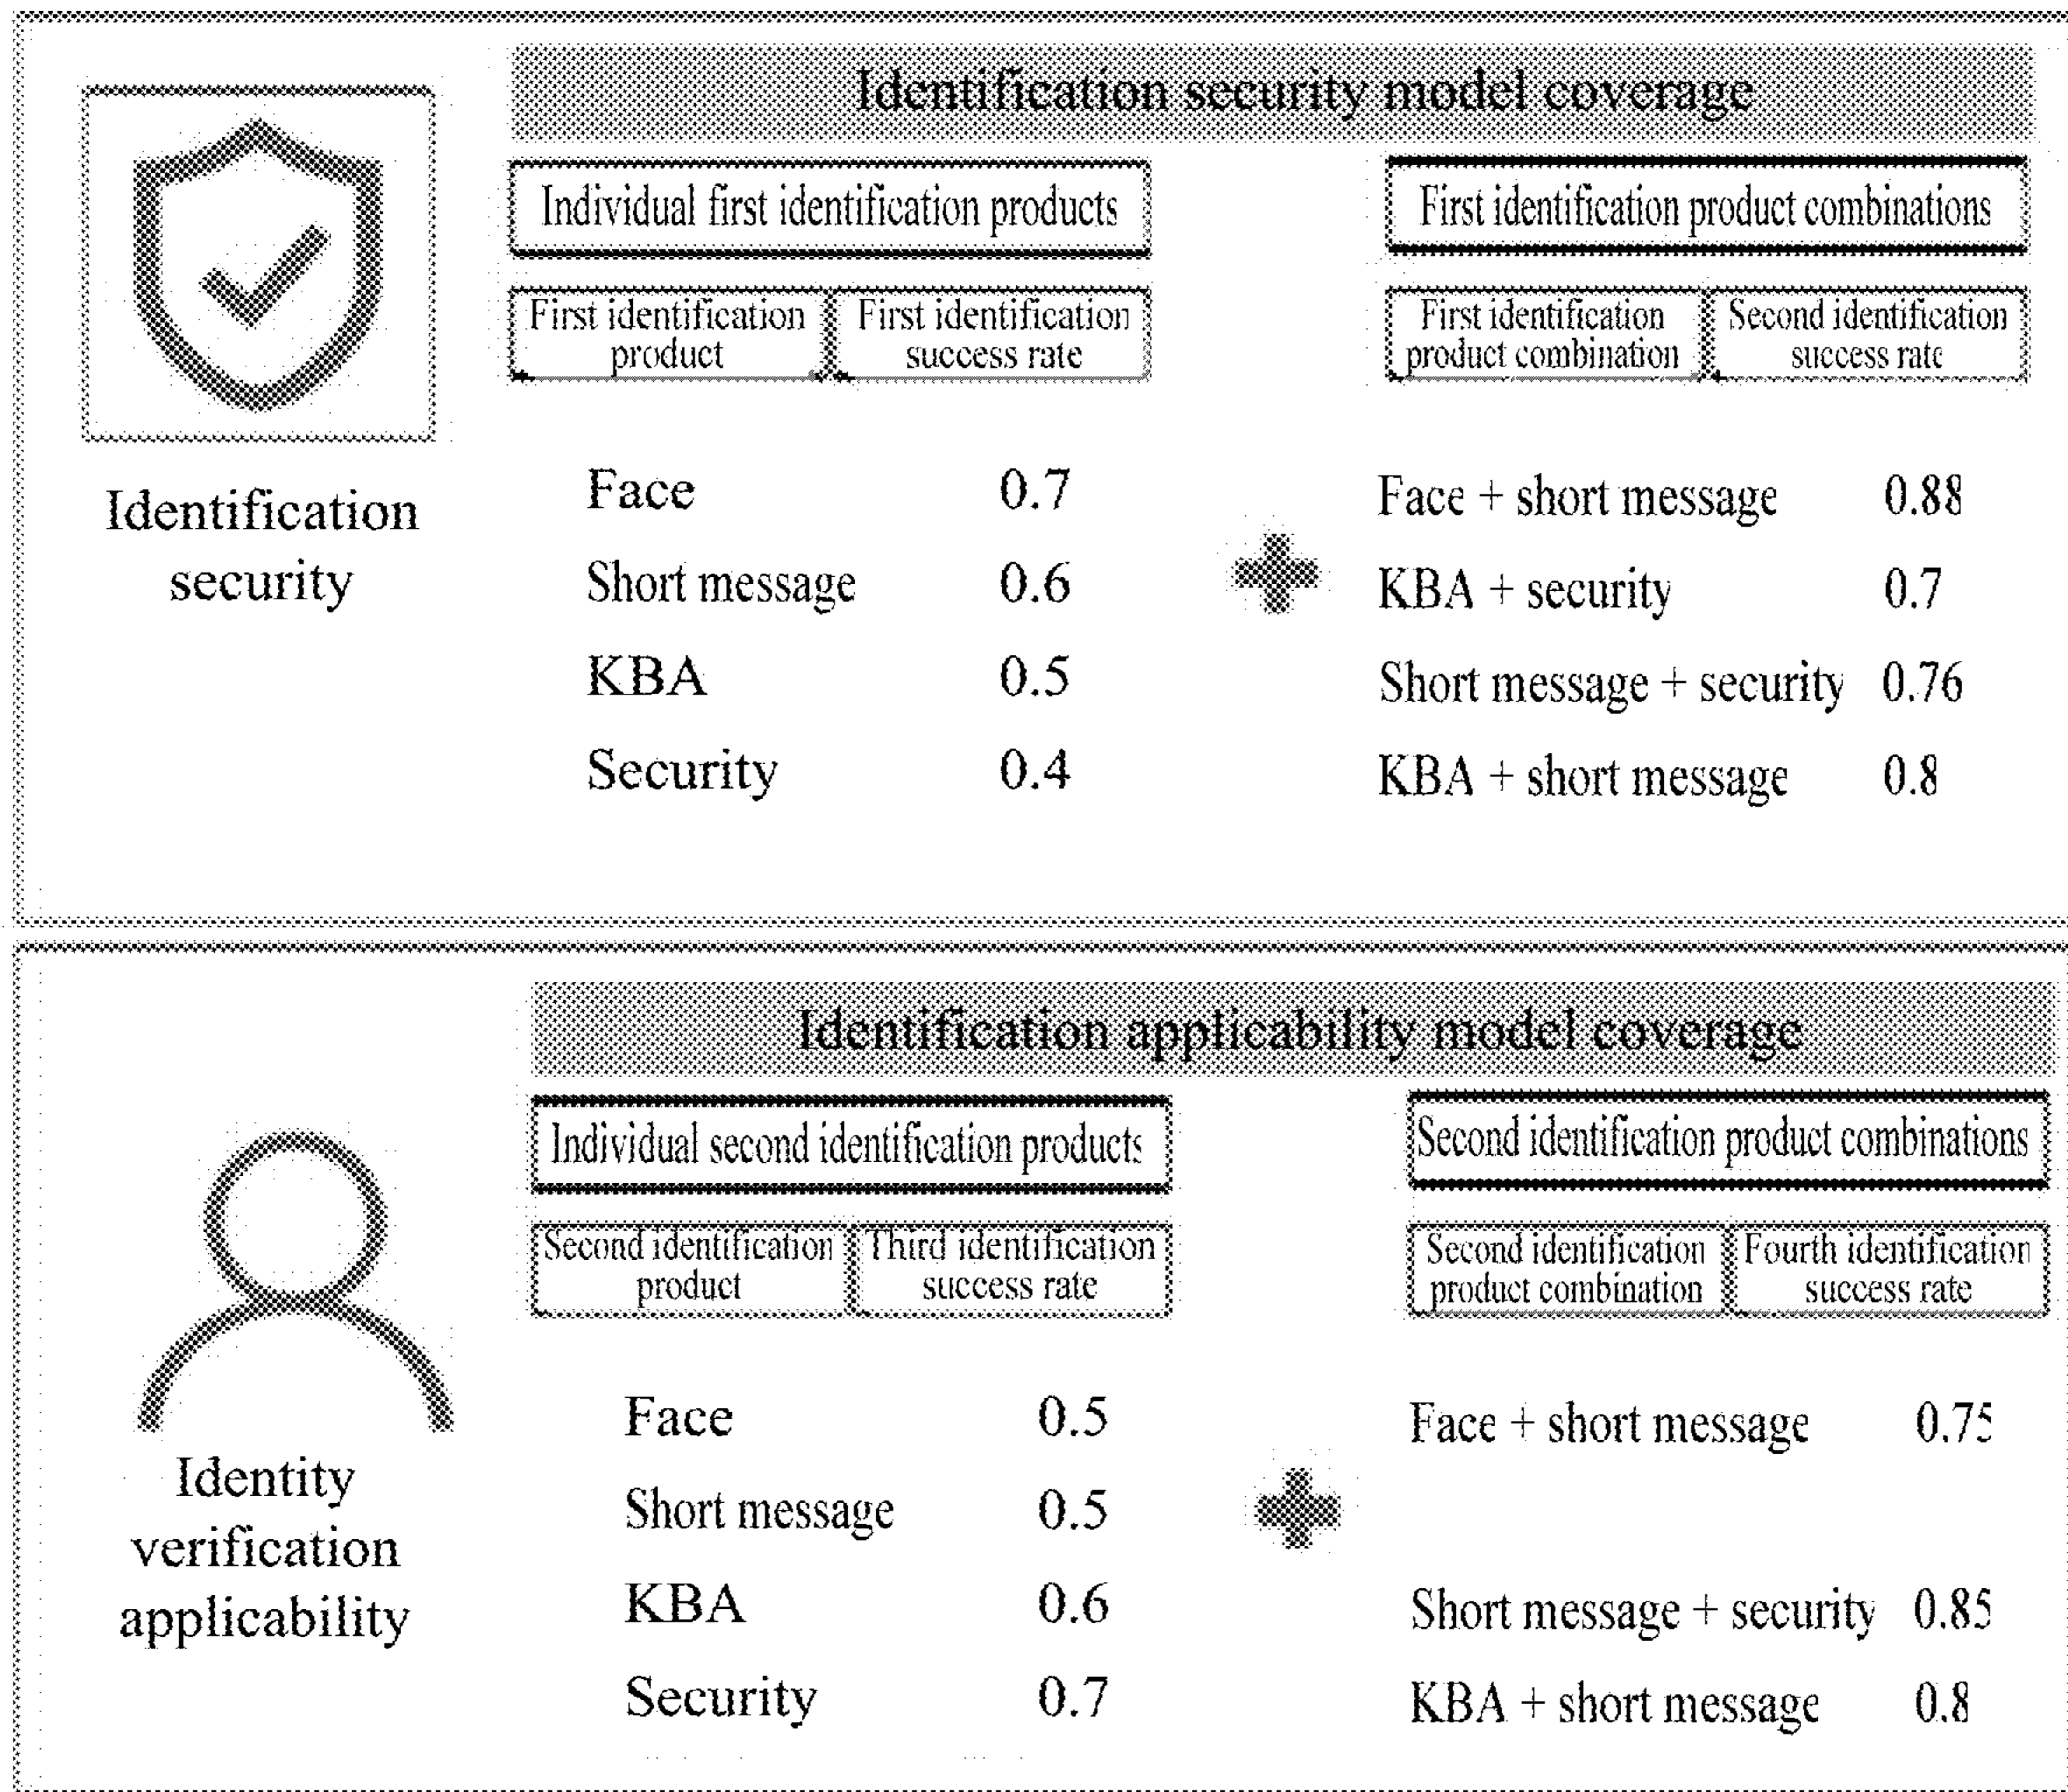 Identification security model coverage
Identification
security
Individual first identification products
First identification
product
First identification
success rate
Face 0.7
Short message 0.6
KBA 0.5
Security 0.4
First identification product combinations
First identification
product combination
Second identification
success rate
Face + short message 0.88
KBA + security 0.7
Short message + security 0.76
KBA + short message 0.8
Identification applicability model coverage
Identity
verification
applicability
Individual second identification products
Second identification
product
Third identification
success rate
Face 0.5
Short message 0.5
KBA 0.6
Security 0.7
Second identification product combinations
Second identification
product combination
Fourth identification
success rate
Face + short message 0.75
Short message + security 0.85
KBA + short message 0.8